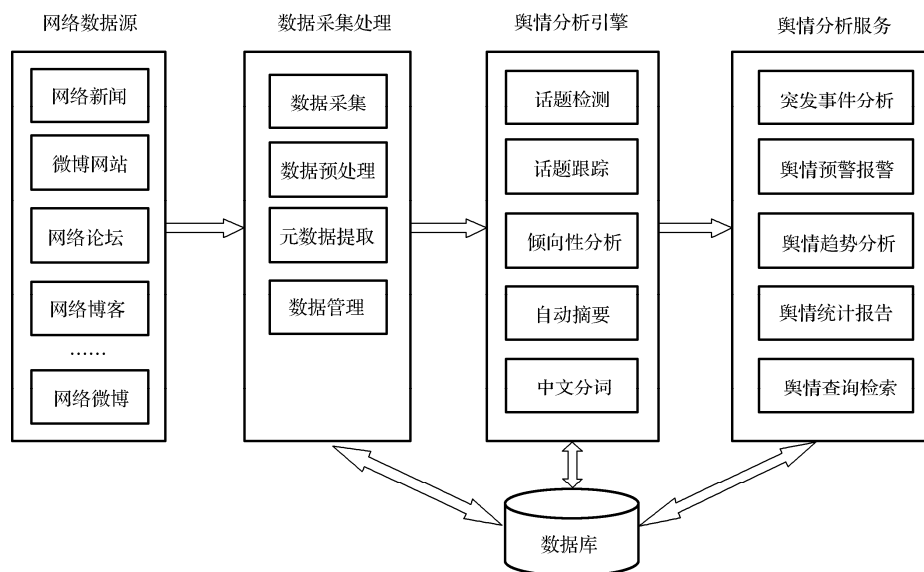 网络数据源
网络新闻
微博网站
网络论坛
网络博客
……
网络微博
数据采集处理
数据采集
数据预处理
元数据提取
数据管理
舆情分析引擎
话题检测
话题跟踪
倾向性分析
自动摘要
中文分词
舆情分析服务
突发事件分析
舆情预警报警
舆情趋势分析
舆情统计报告
舆情查询检索
数据库